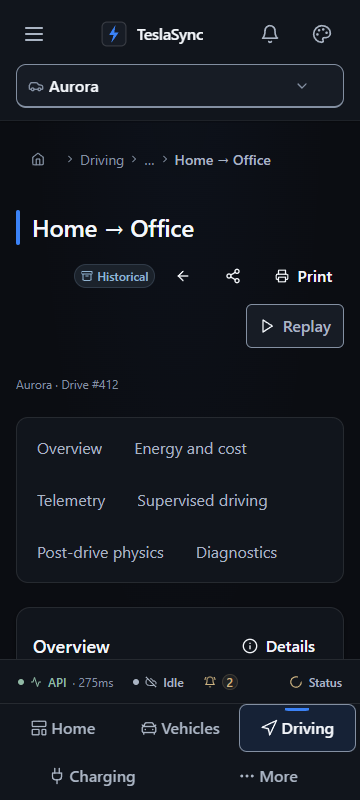 TeslaSync
Aurora
Driving ... Home → Office
Home → Office
Historical Print
Replay
Aurora · Drive #412
Overview Energy and cost
Telemetry Supervised driving
Post-drive physics Diagnostics
Overview Details
API · 275ms Idle 2 Status
Home Vehicles Driving
Charging More